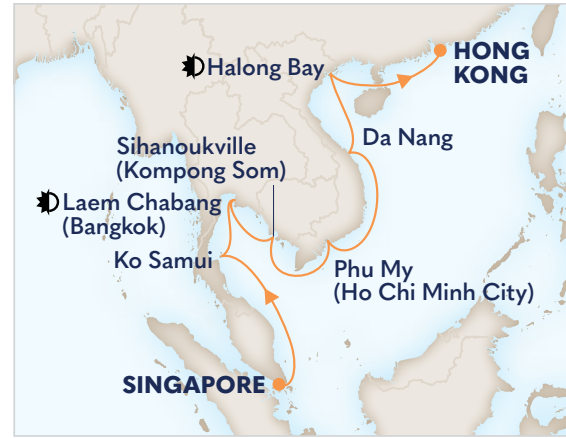 HONG
KONG
Halong Bay
Da Nang
Sihanoukville
(Kompong Som)
Laem Chabang
(Bangkok)
Ko Samui
Phu My
(Ho Chi Minh City)
SINGAPORE